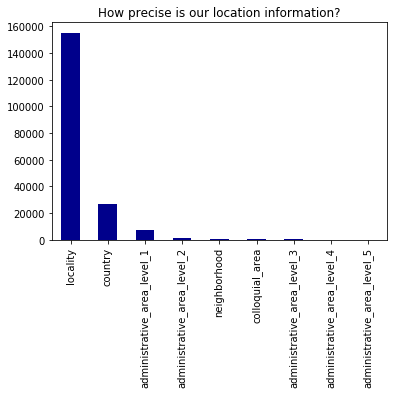 How precise is our location information?
160000
140000
120000
100000
80000
60000
40000
20000
0
locality
country
administrative_area_level_1
administrative_area_level_2
neighborhood
colloquial_area
administrative_area_level_3
administrative_area_level_4
administrative_area_level_5